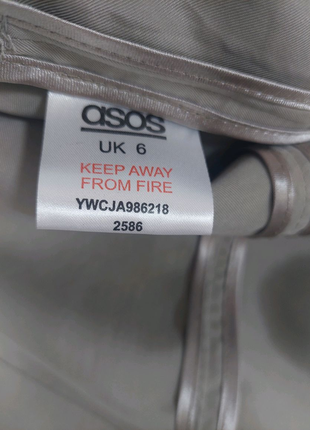 asos
UK 6
KEEP AWAY
FROM FIRE
YWCJA986218
2586